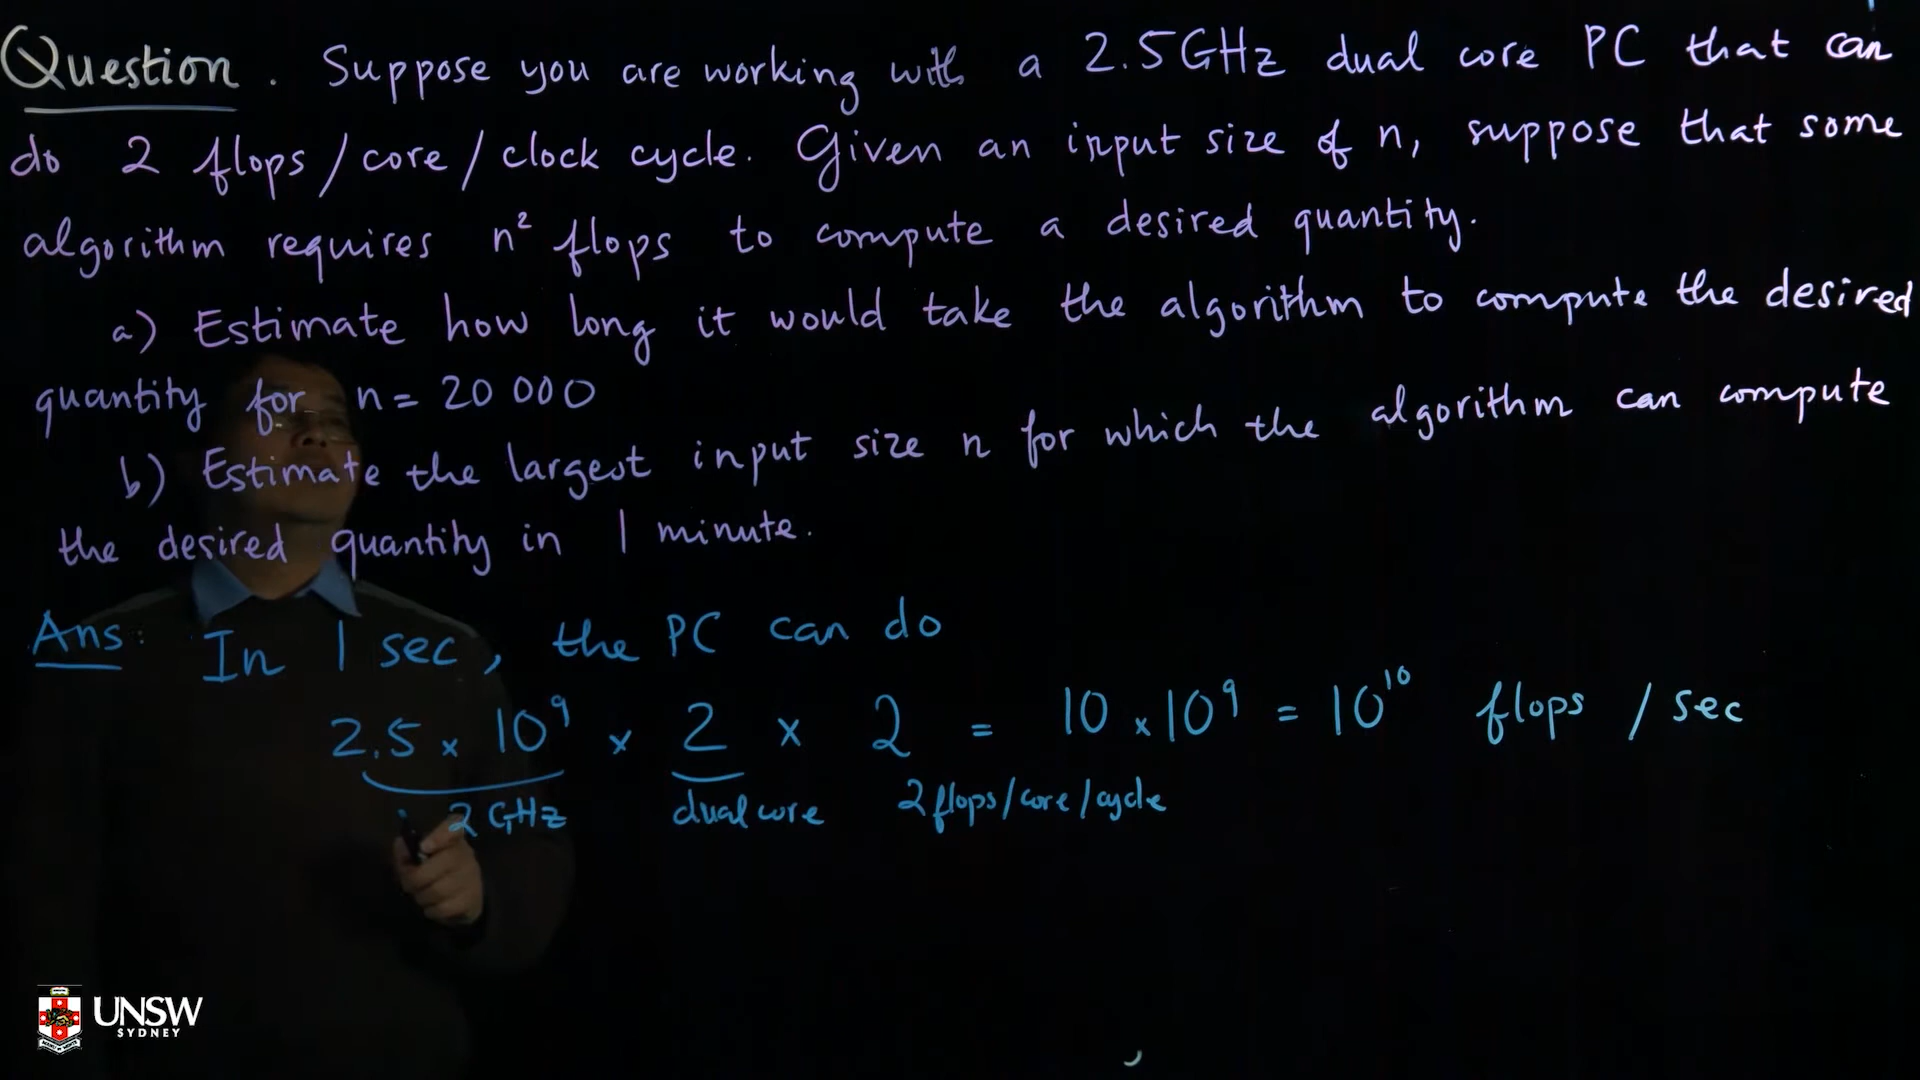 Question. Suppose you are working with a 2.5GHz dual core PC that can
do 2 flops/core/clock cycle. Given an input size of n, suppose that some
algorithm requires n² flops to compute a desired quantity.
a) Estimate how long it would take the algorithm to compute the desired
quantity for n = 20 000
b) Estimate the largest input size n for which the algorithm can compute
the desired quantity in 1 minute.
Ans: In 1 sec, the PC can do
2.5 × 10⁹ × 2 × 2 = 10 × 10⁹ = 10¹⁰ flops / sec
2 GHz dual core 2 flops/core/cycle
UNSW
SYDNEY